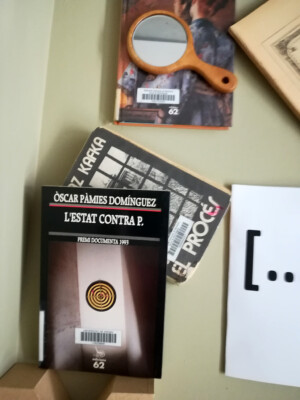 62
Z KAFKA
EL PROCÉS
ÒSCAR PÀMIES DOMÍNGUEZ
L'ESTAT CONTRA P.
PREMI DOCUMENTA 1993
62
[..